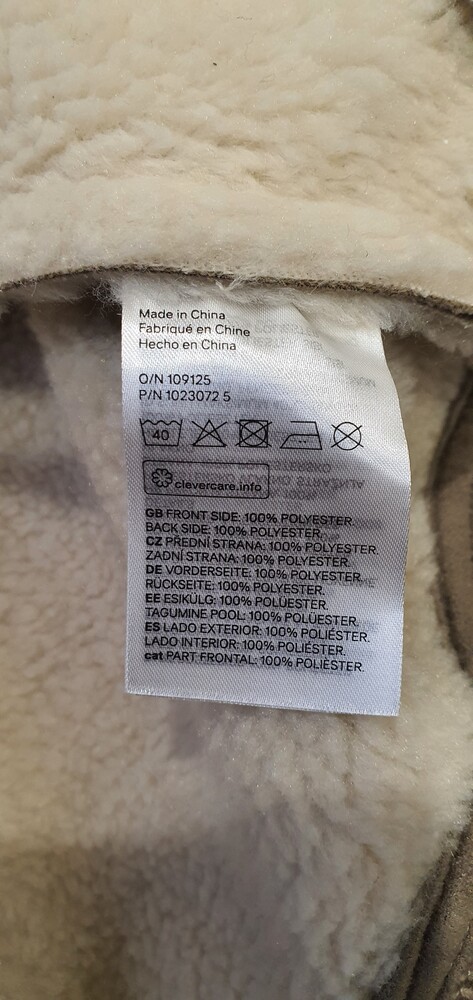 Made in China
Fabriqué en Chine
Hecho en China
O/N 109125
P/N 1023072 5
40
clevercare.info
GB FRONT SIDE: 100% POLYESTER.
BACK SIDE: 100% POLYESTER.
CZ PŘEDNÍ STRANA: 100% POLYESTER.
ZADNÍ STRANA: 100% POLYESTER.
DE VORDERSEITE: 100% POLYESTER.
RÜCKSEITE: 100% POLYESTER.
EE ESIKÜLG: 100% POLÜESTER.
TAGUMINE POOL: 100% POLÜESTER.
ES LADO EXTERIOR: 100% POLIÉSTER.
LADO INTERIOR: 100% POLIÉSTER.
cat PART FRONTAL: 100% POLIÈSTER.